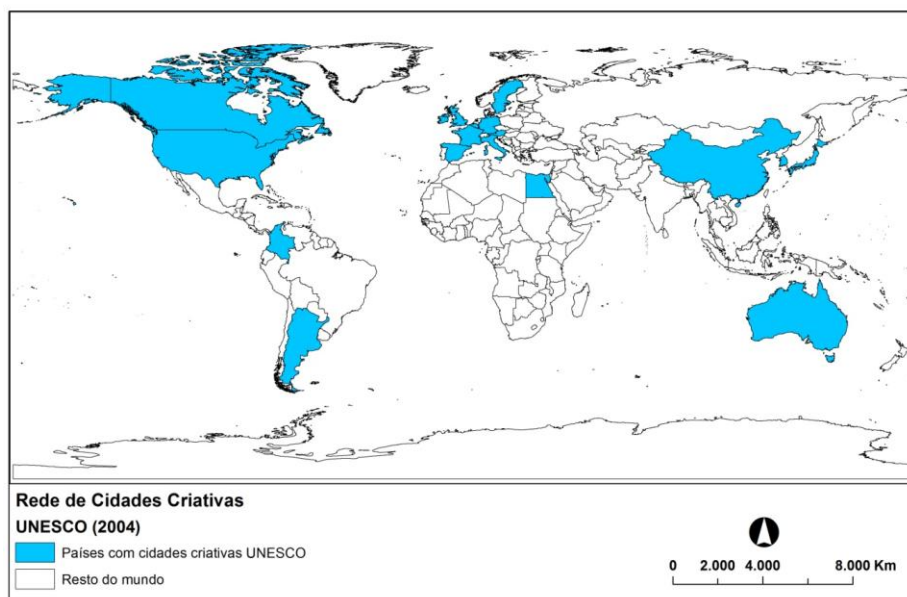 Rede de Cidades Criativas
UNESCO (2004)
Países com cidades criativas UNESCO
Resto do mundo
0 2.000 4.000 8.000 Km